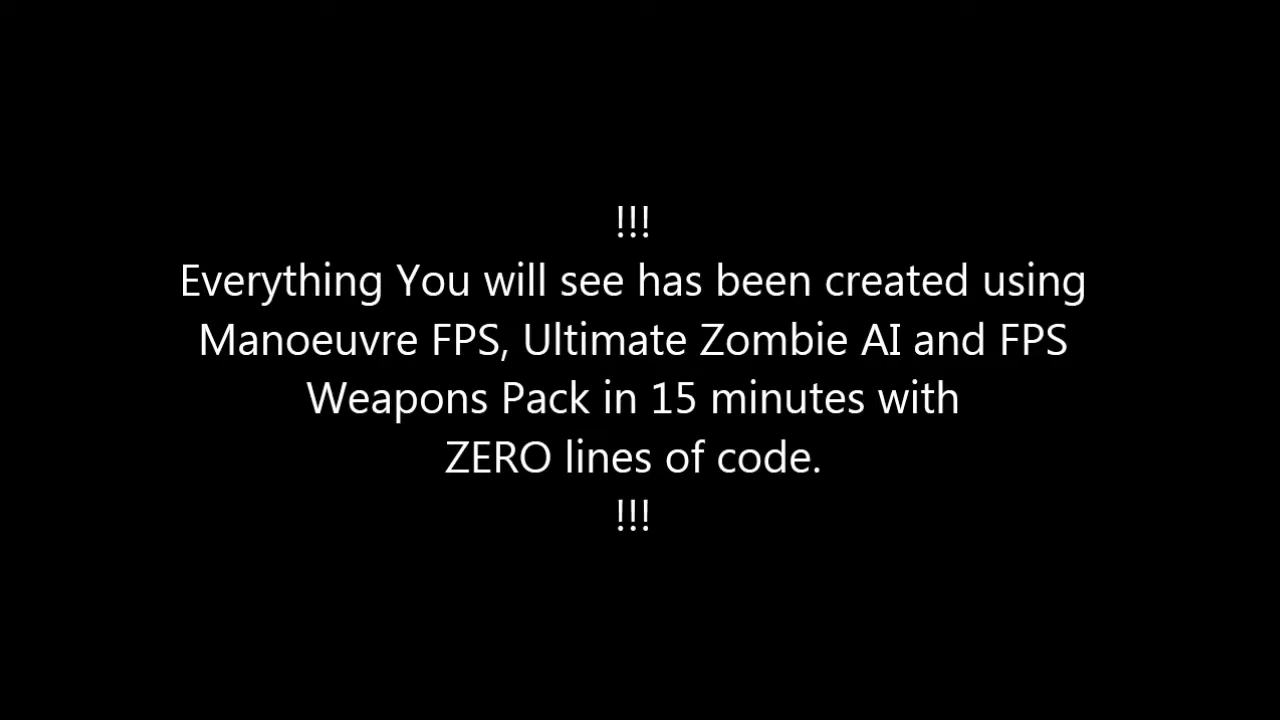 !!!
Everything You will see has been created using
Manoeuvre FPS, Ultimate Zombie AI and FPS
Weapons Pack in 15 minutes with
ZERO lines of code.
!!!